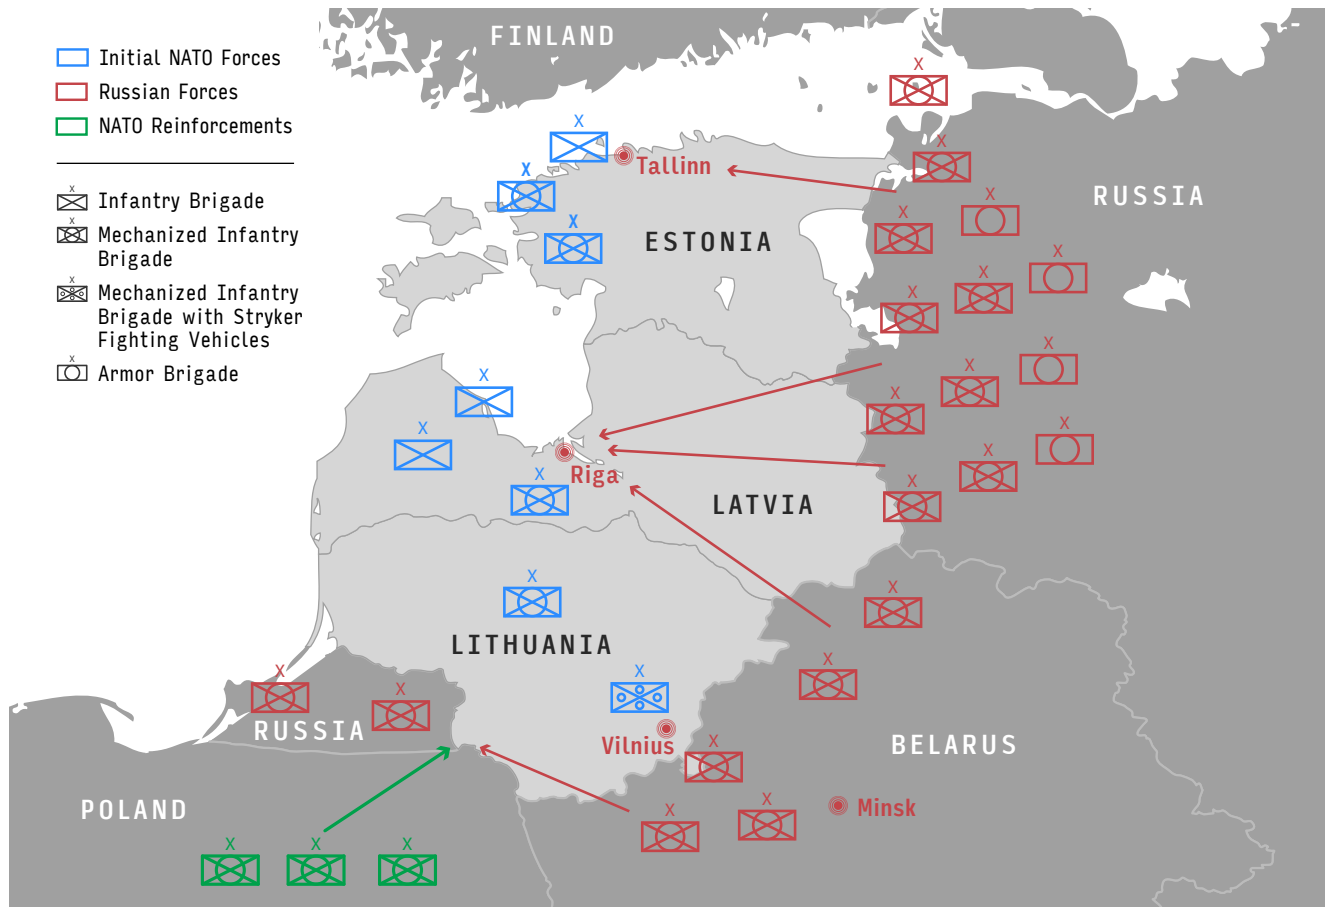 FINLAND
Initial NATO Forces
Russian Forces
NATO Reinforcements
X
Infantry Brigade
X
Mechanized Infantry
Brigade
X
Mechanized Infantry
Brigade with Stryker
Fighting Vehicles
X
Armor Brigade
X
X
Tallinn
X
X
X
X
RUSSIA
X
X
ESTONIA
X
X
X
X
X
X
X
X
X
X
X
X
Riga
X
LATVIA
X
X
LITHUANIA
X
X
X
X
RUSSIA
Vilnius
X
BELARUS
POLAND
X
X
Minsk
X
X
X